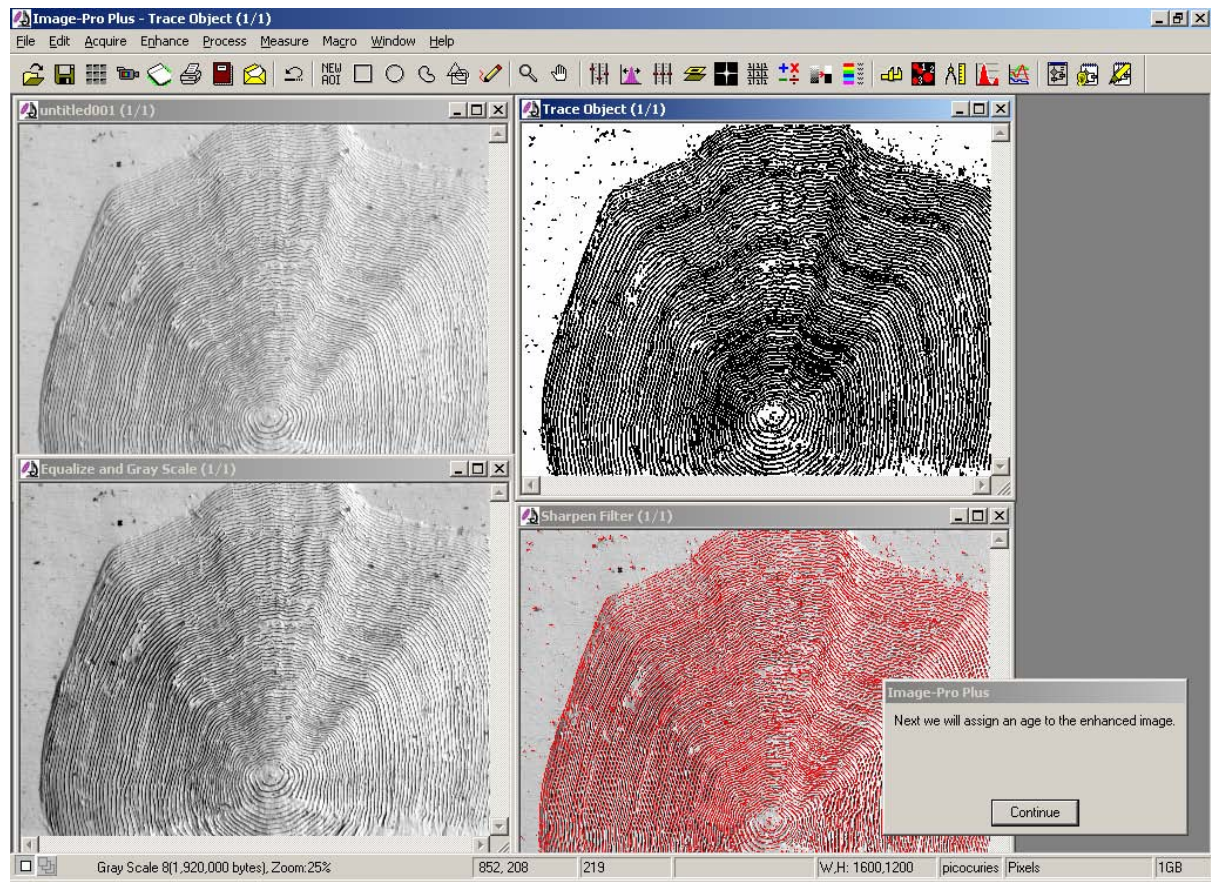 Image-Pro Plus - Trace Object (1/1)
File Edit Acquire Enhance Process Measure Macro Window Help
NEW
AOI
untitled001 (1/1)
Trace Object (1/1)
Equalize and Gray Scale (1/1)
Sharpen Filter (1/1)
Image-Pro Plus
Next we will assign an age to the enhanced image.
Continue
Gray Scale 8(1,920,000 bytes), Zoom:25% 852, 208 219 W,H: 1600,1200 picocuries Pixels 1GB